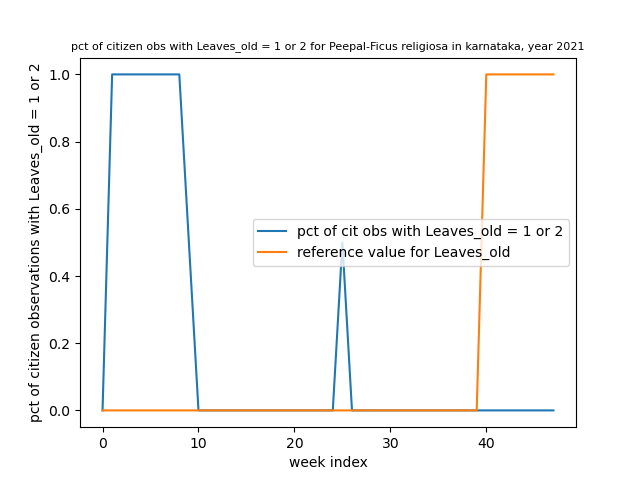 pct of citizen obs with Leaves_old = 1 or 2 for Peepal-Ficus religiosa in karnataka, year 2021
pct of citizen observations with Leaves_old = 1 or 2
1.0
0.8
0.6
0.4
0.2
0.0
pct of cit obs with Leaves_old = 1 or 2
reference value for Leaves_old
0 10 20 30 40
week index